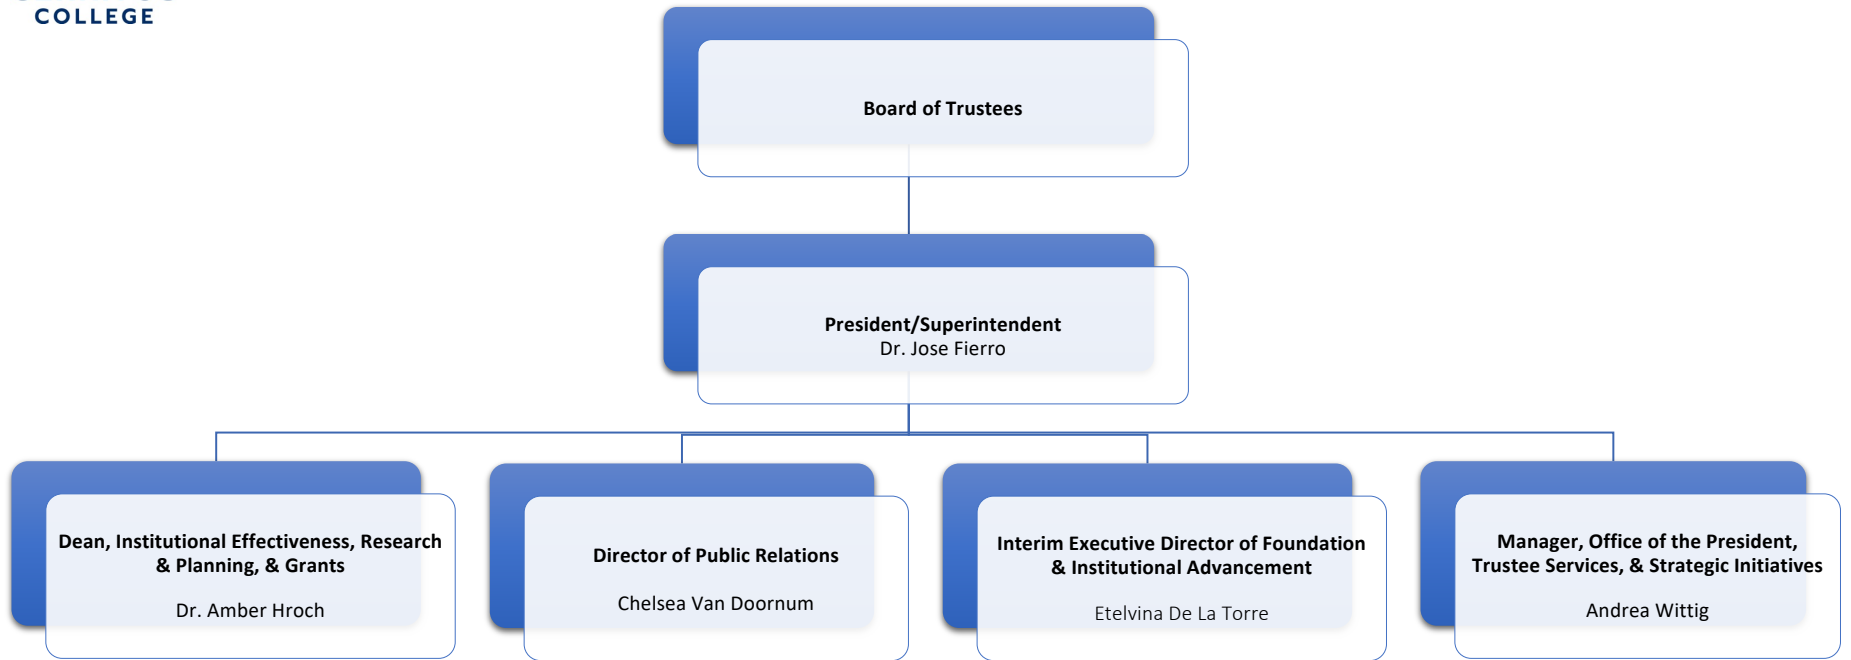 COLLEGE
Board of Trustees
President/Superintendent
Dr. Jose Fierro
Dean, Institutional Effectiveness, Research
& Planning, & Grants
Dr. Amber Hroch
Director of Public Relations
Chelsea Van Doornum
Interim Executive Director of Foundation
& Institutional Advancement
Etelvina De La Torre
Manager, Office of the President,
Trustee Services, & Strategic Initiatives
Andrea Wittig